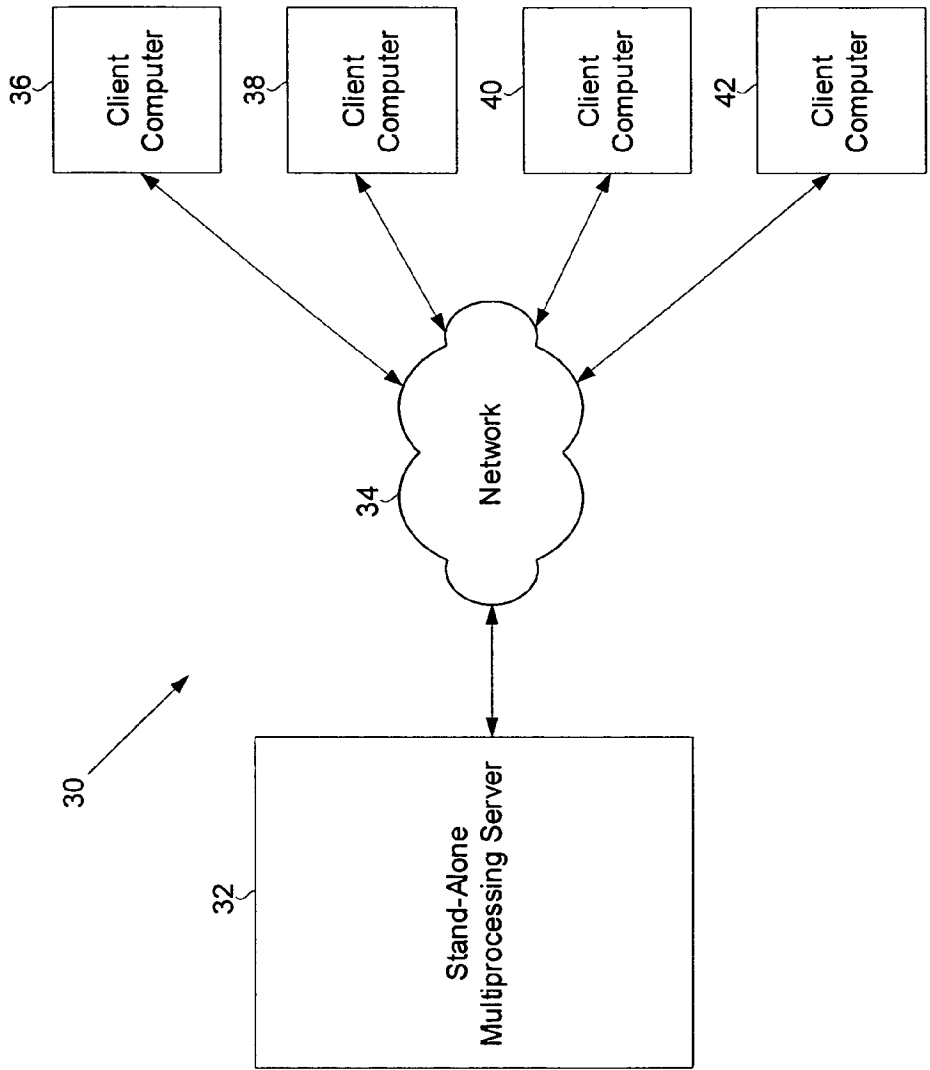 30
32
Stand-Alone
Multiprocessing Server
34
Network
36
Client
Computer
38
Client
Computer
40
Client
Computer
42
Client
Computer